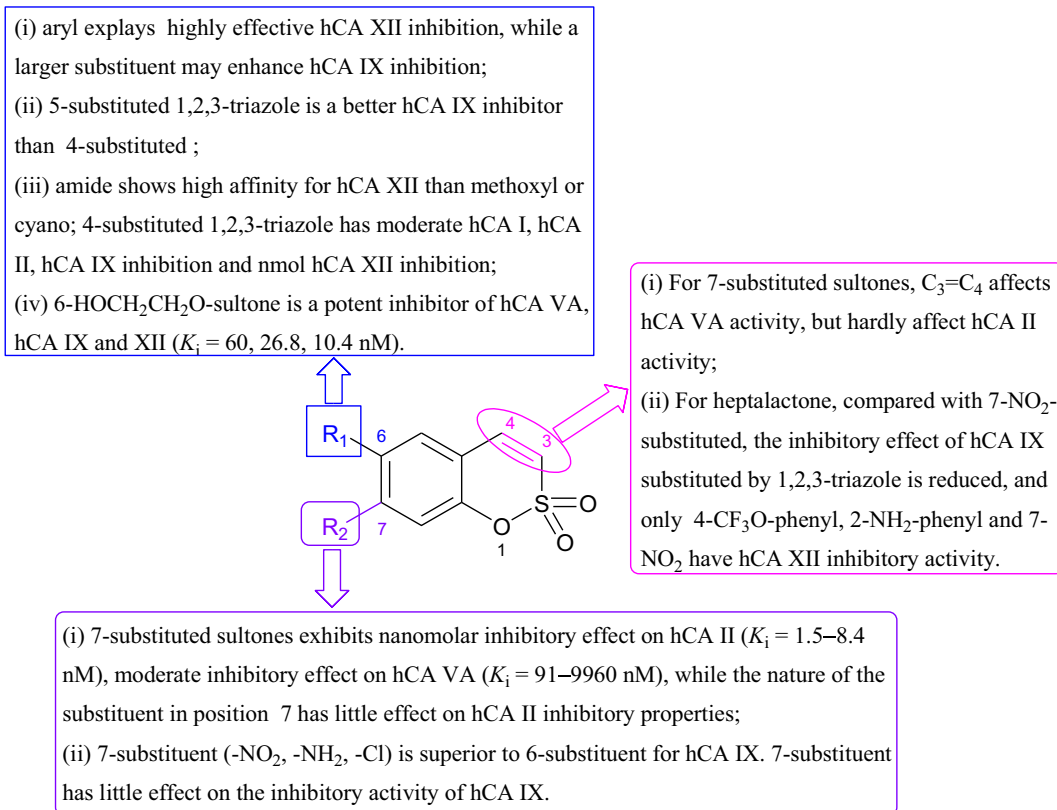 (i) aryl explays highly effective hCA XII inhibition, while a
larger substituent may enhance hCA IX inhibition;
(ii) 5-substituted 1,2,3-triazole is a better hCA IX inhibitor
than 4-substituted ;
(iii) amide shows high affinity for hCA XII than methoxyl or
cyano; 4-substituted 1,2,3-triazole has moderate hCA I, hCA
II, hCA IX inhibition and nmol hCA XII inhibition;
(iv) 6-HOCH₂CH₂O-sultone is a potent inhibitor of hCA VA,
hCA IX and XII (Kᵢ = 60, 26.8, 10.4 nM).
(i) For 7-substituted sultones, C₃=C₄ affects
hCA VA activity, but hardly affect hCA II
activity;
(ii) For heptalactone, compared with 7-NO₂-
substituted, the inhibitory effect of hCA IX
substituted by 1,2,3-triazole is reduced, and
only 4-CF₃O-phenyl, 2-NH₂-phenyl and 7-
NO₂ have hCA XII inhibitory activity.
R₁
6
4
3
R₂
7
O
1
S
O
O
(i) 7-substituted sultones exhibits nanomolar inhibitory effect on hCA II (Kᵢ = 1.5–8.4
nM), moderate inhibitory effect on hCA VA (Kᵢ = 91–9960 nM), while the nature of the
substituent in position 7 has little effect on hCA II inhibitory properties;
(ii) 7-substituent (-NO₂, -NH₂, -Cl) is superior to 6-substituent for hCA IX. 7-substituent
has little effect on the inhibitory activity of hCA IX.